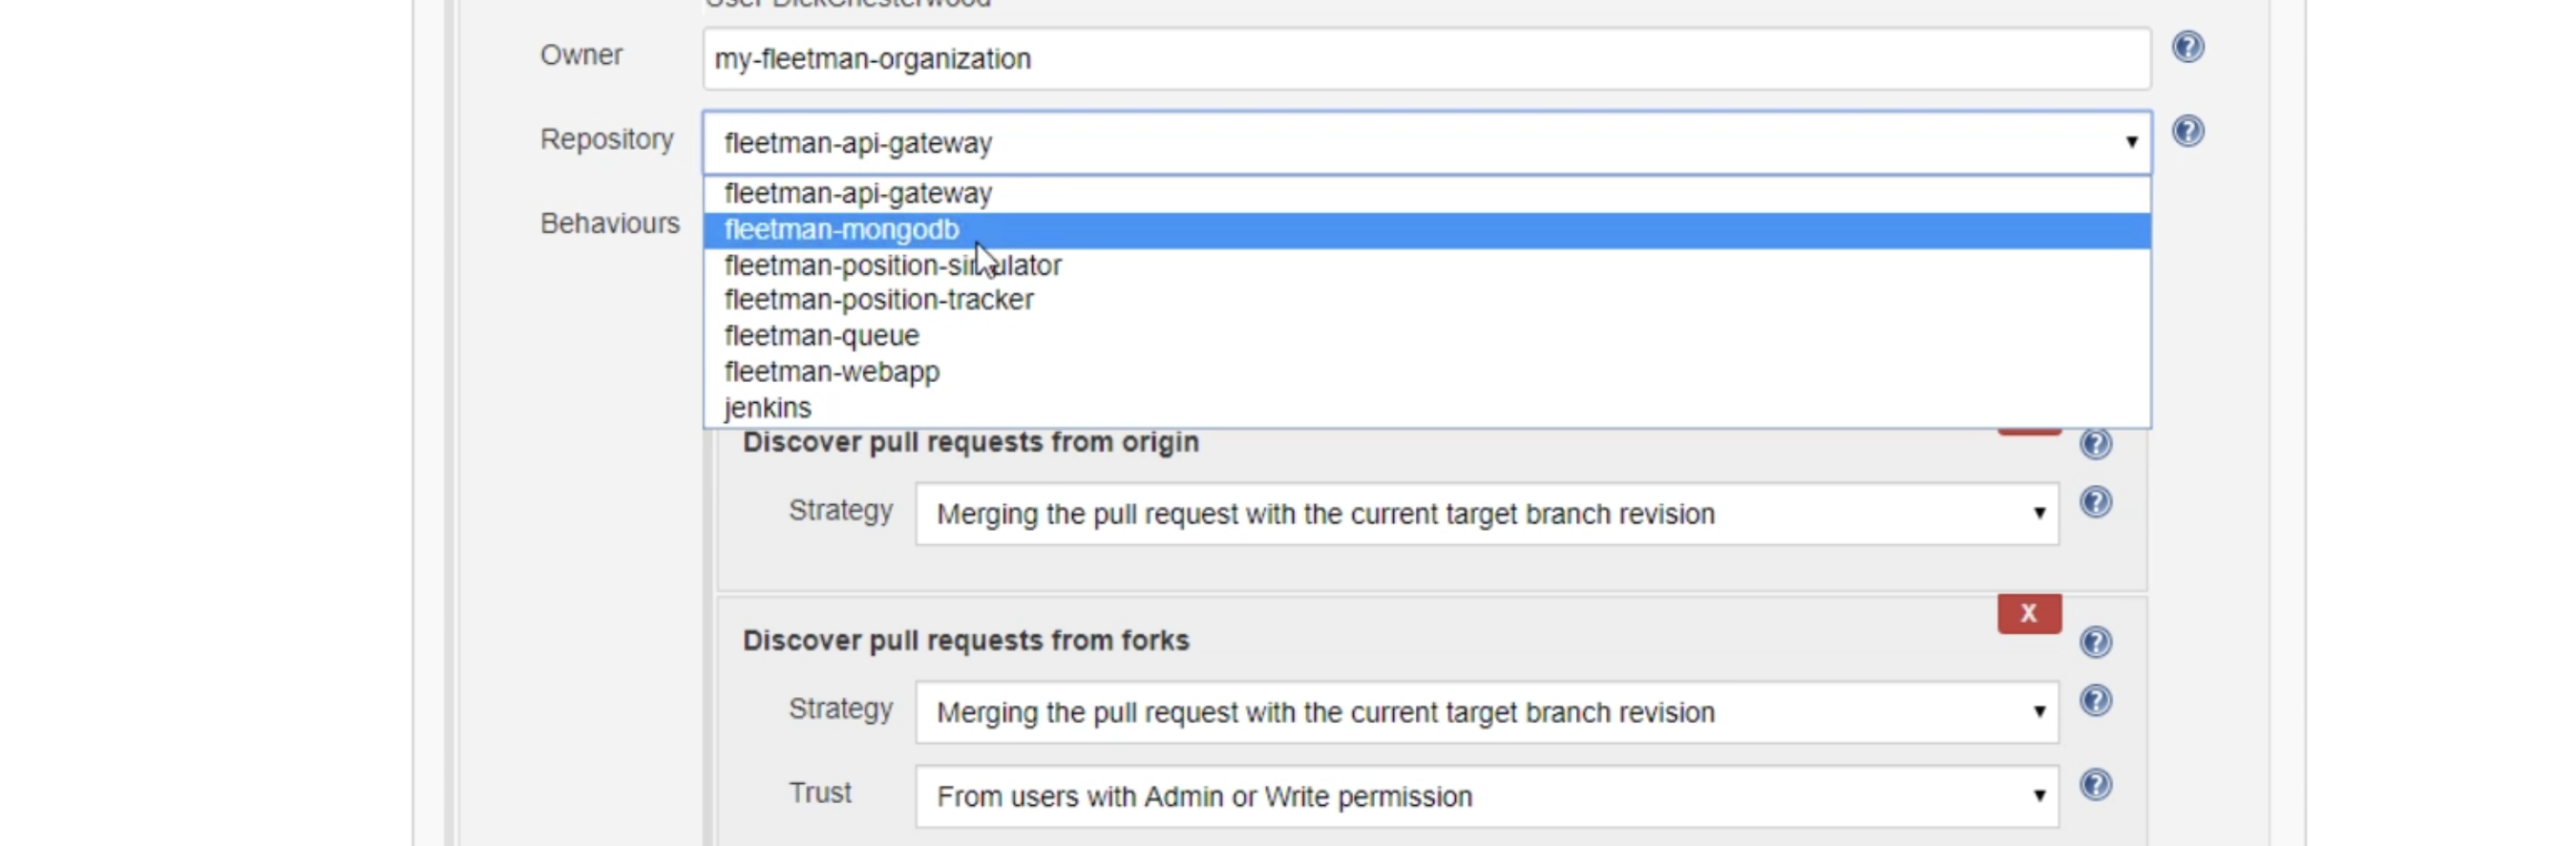 User DickChesterwood
Owner my-fleetman-organization
Repository fleetman-api-gateway
fleetman-api-gateway
Behaviours fleetman-mongodb
fleetman-position-simulator
fleetman-position-tracker
fleetman-queue
fleetman-webapp
jenkins
Discover pull requests from origin
Strategy Merging the pull request with the current target branch revision
X
Discover pull requests from forks
Strategy Merging the pull request with the current target branch revision
Trust From users with Admin or Write permission